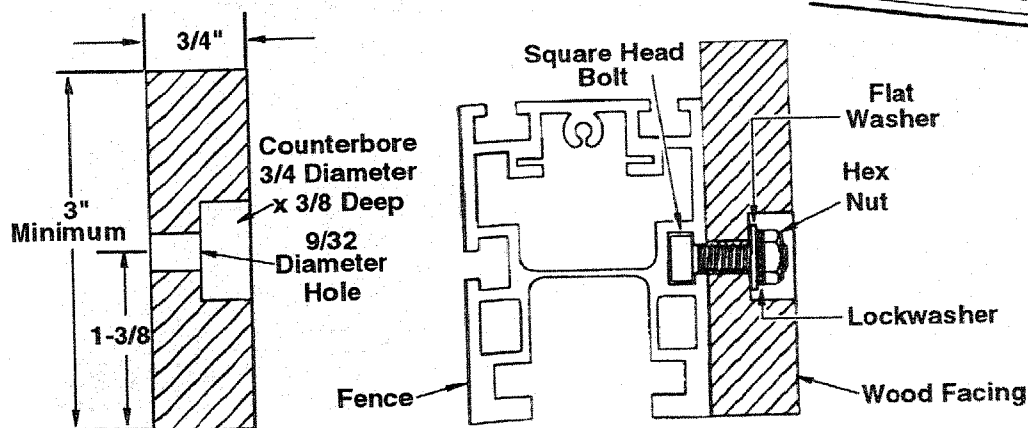 3/4"
Counterbore
3/4 Diameter
x 3/8 Deep
3"
Minimum
9/32
Diameter
Hole
1-3/8
Square Head
Bolt
Flat
Washer
Hex
Nut
Lockwasher
Fence
Wood Facing